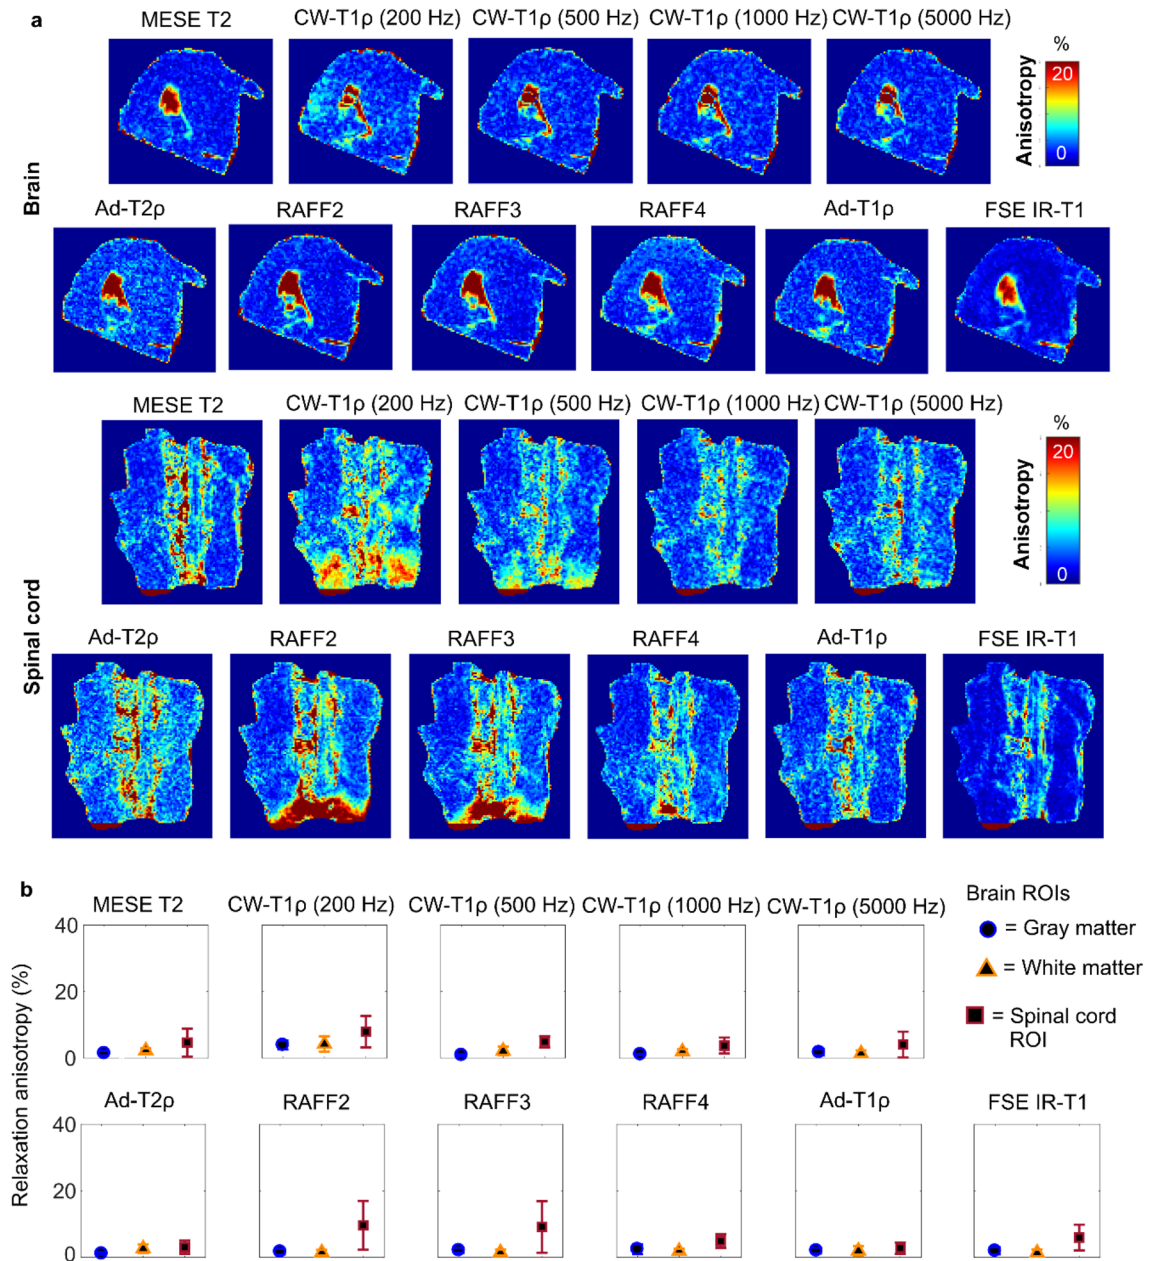 a
MESE T2 CW-T1ρ (200 Hz) CW-T1ρ (500 Hz) CW-T1ρ (1000 Hz) CW-T1ρ (5000 Hz)
%
20
0
Anisotropy
Brain
Ad-T2ρ RAFF2 RAFF3 RAFF4 Ad-T1ρ FSE IR-T1
MESE T2 CW-T1ρ (200 Hz) CW-T1ρ (500 Hz) CW-T1ρ (1000 Hz) CW-T1ρ (5000 Hz)
%
20
0
Anisotropy
Spinal cord
Ad-T2ρ RAFF2 RAFF3 RAFF4 Ad-T1ρ FSE IR-T1
b
MESE T2 CW-T1ρ (200 Hz) CW-T1ρ (500 Hz) CW-T1ρ (1000 Hz) CW-T1ρ (5000 Hz)
40
20
0
Brain ROIs
= Gray matter
= White matter
= Spinal cord
ROI
Relaxation anisotropy (%)
Ad-T2ρ RAFF2 RAFF3 RAFF4 Ad-T1ρ FSE IR-T1
40
20
0